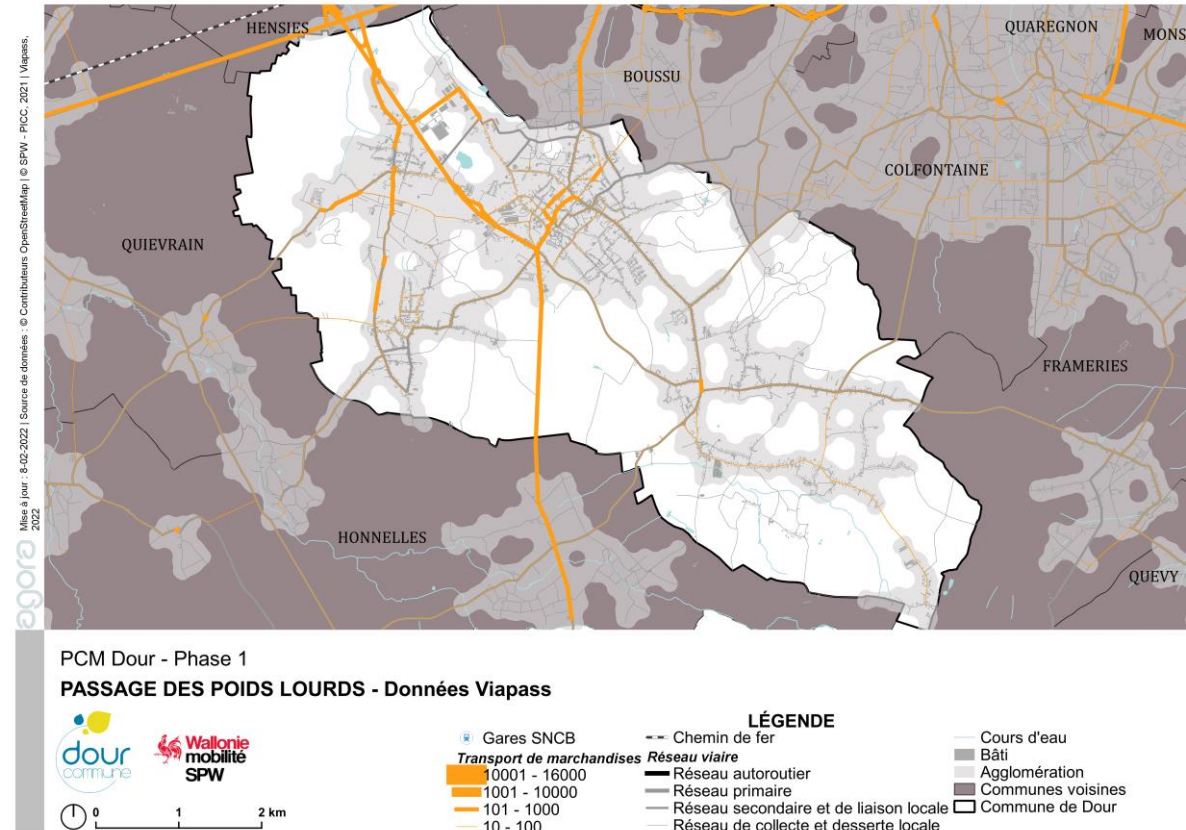 HENSIES
QUAREGNON
MONS
BOUSSU
COLFONTAINE
QUIEVRAIN
FRAMERIES
HONNELLES
QUEVY
Mise à jour : 8-02-2022 | Source de données : © Contributeurs OpenStreetMap | © SPW - PICC, 2021 | Viapass,
2022
agora
PCM Dour - Phase 1
PASSAGE DES POIDS LOURDS - Données Viapass
dour
commune
Wallonie
mobilité
SPW
0 1 2 km
LÉGENDE
Gares SNCB
Transport de marchandises
10001 - 16000
1001 - 10000
101 - 1000
10 - 100
Chemin de fer
Réseau viaire
Réseau autoroutier
Réseau primaire
Réseau secondaire et de liaison locale
Réseau de collecte et desserte locale
Cours d'eau
Bâti
Agglomération
Communes voisines
Commune de Dour